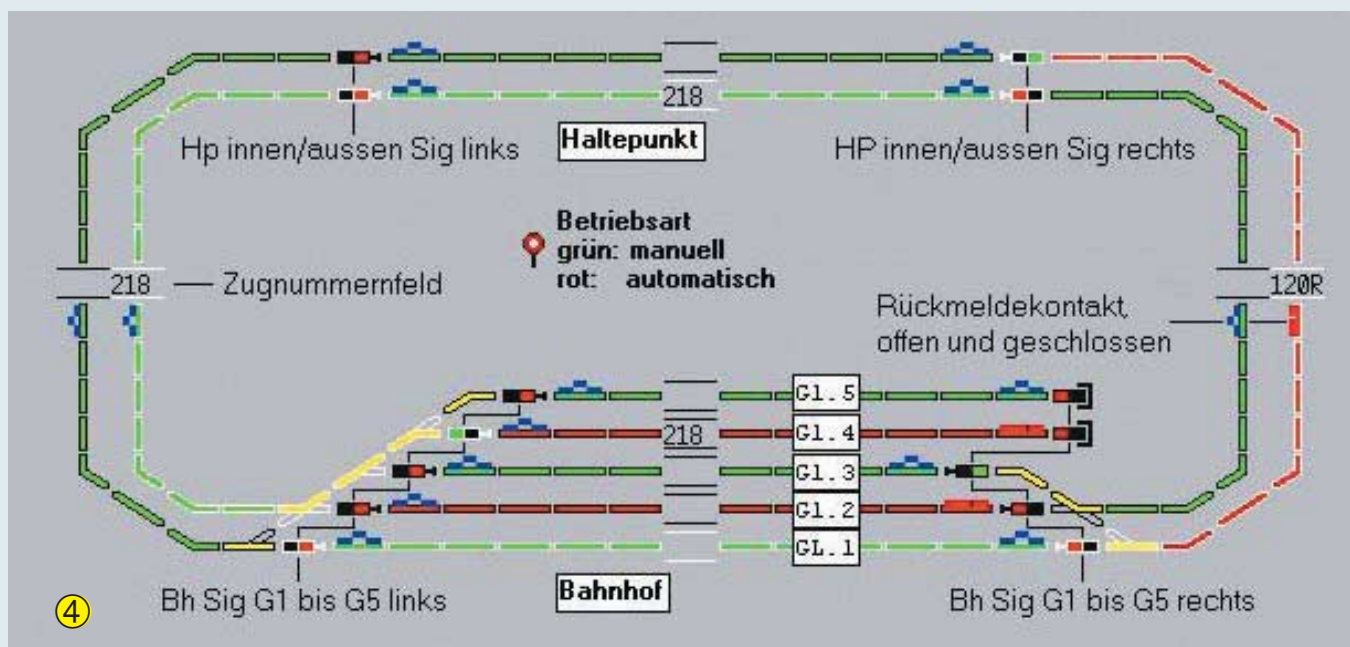 218
Hp innen/aussen Sig links
Haltepunkt
HP innen/aussen Sig rechts
Betriebsart
grün: manuell
rot: automatisch
218
Zugnummernfeld
120R
Rückmeldekontakt,
offen und geschlossen
Gl.5
218
Gl.4
Gl.3
Gl.2
GL.1
Bh Sig G1 bis G5 links
Bahnhof
Bh Sig G1 bis G5 rechts
4